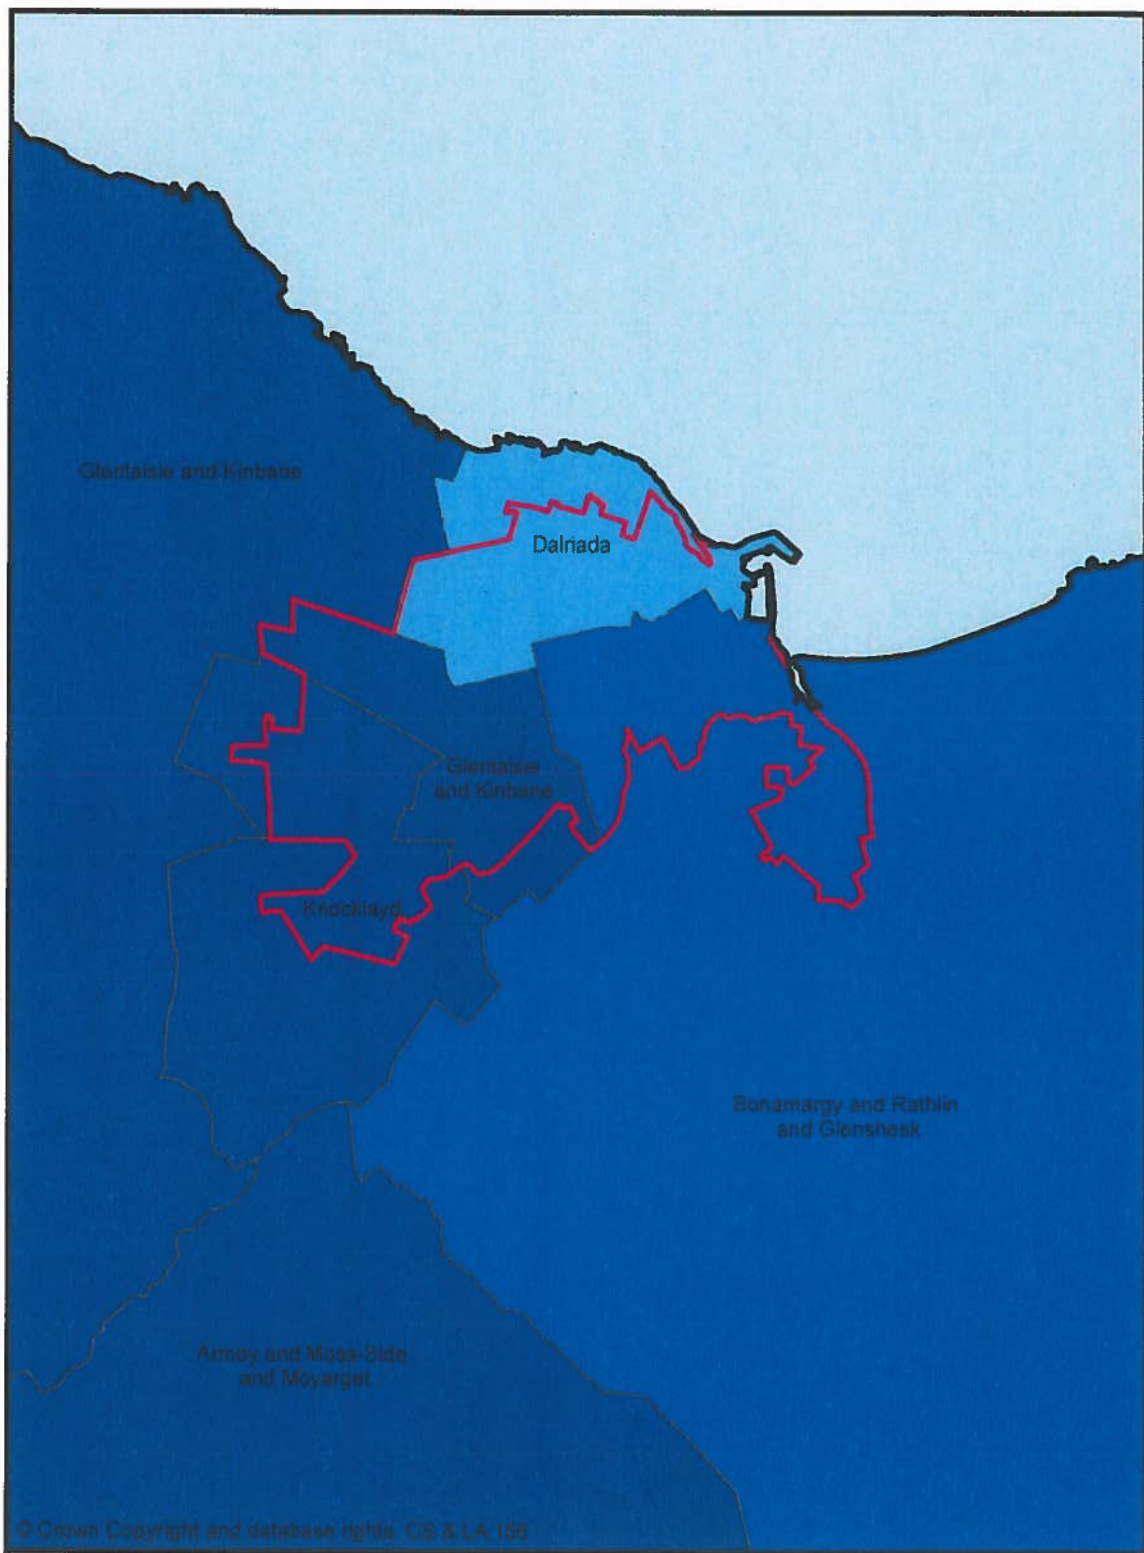 Glentaisie and Kinbane
Dalriada
Glentaisie
and Kinbane
Knocklayd
Bonamargy and Rathlin
and Glenshesk
Armoy and Moss-Side
and Moyarget
© Crown Copyright and database rights CS & LA 156